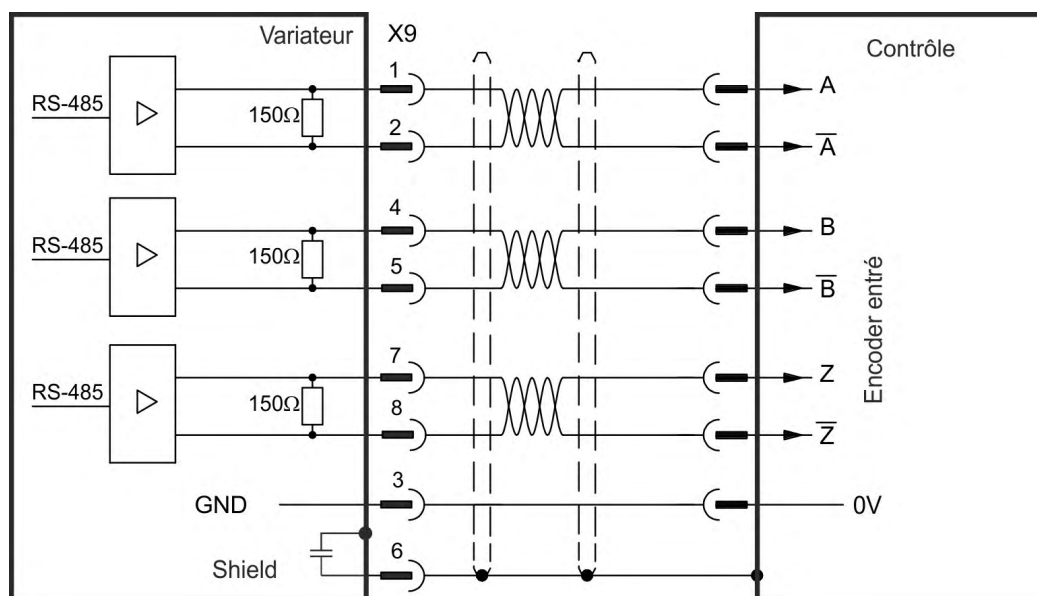 Variateur X9 Contrôle
1
RS-485 150Ω A
2
A̅
4
RS-485 150Ω B
5
B̅
7
RS-485 150Ω Z
8
Z̅
3
GND 0V
6
Shield
Encoder entré